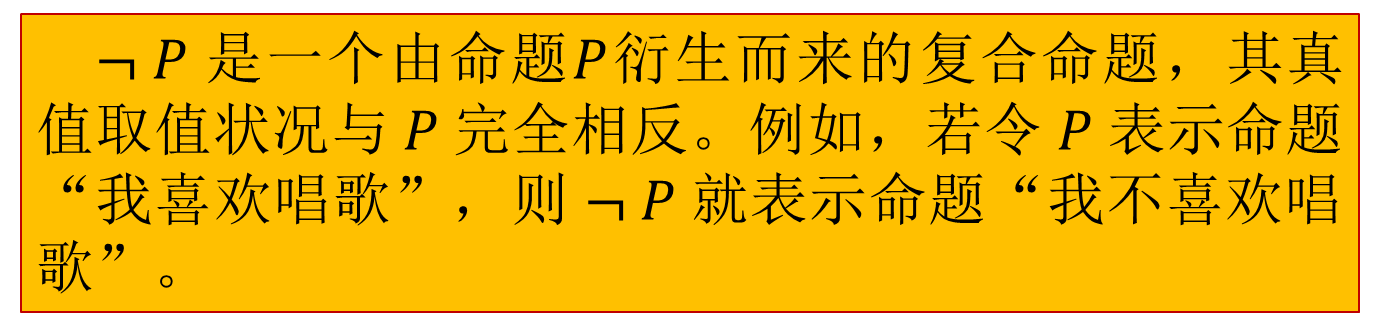 ¬ P 是一个由命题P衍生而来的复合命题，其真
值取值状况与 P 完全相反。例如，若令 P 表示命题
“我喜欢唱歌”，则 ¬ P 就表示命题“我不喜欢唱
歌”。